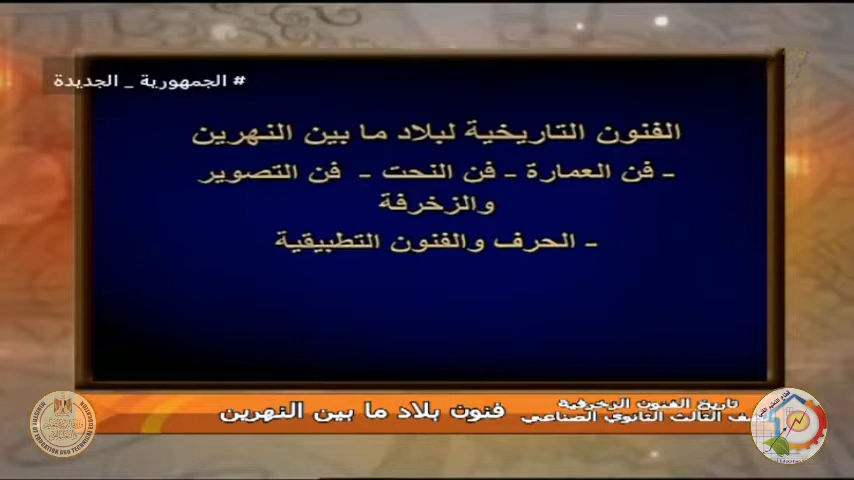 # الجمهورية _ الجديدة
الفنون التاريخية لبلاد ما بين النهرين
- فن العمارة - فن النحت - فن التصوير
والزخرفة
- الحرف والفنون التطبيقية
تاريخ الفنون الزخرفية
الثالث الثانوي الصناعي
فنون بلاد ما بين النهرين